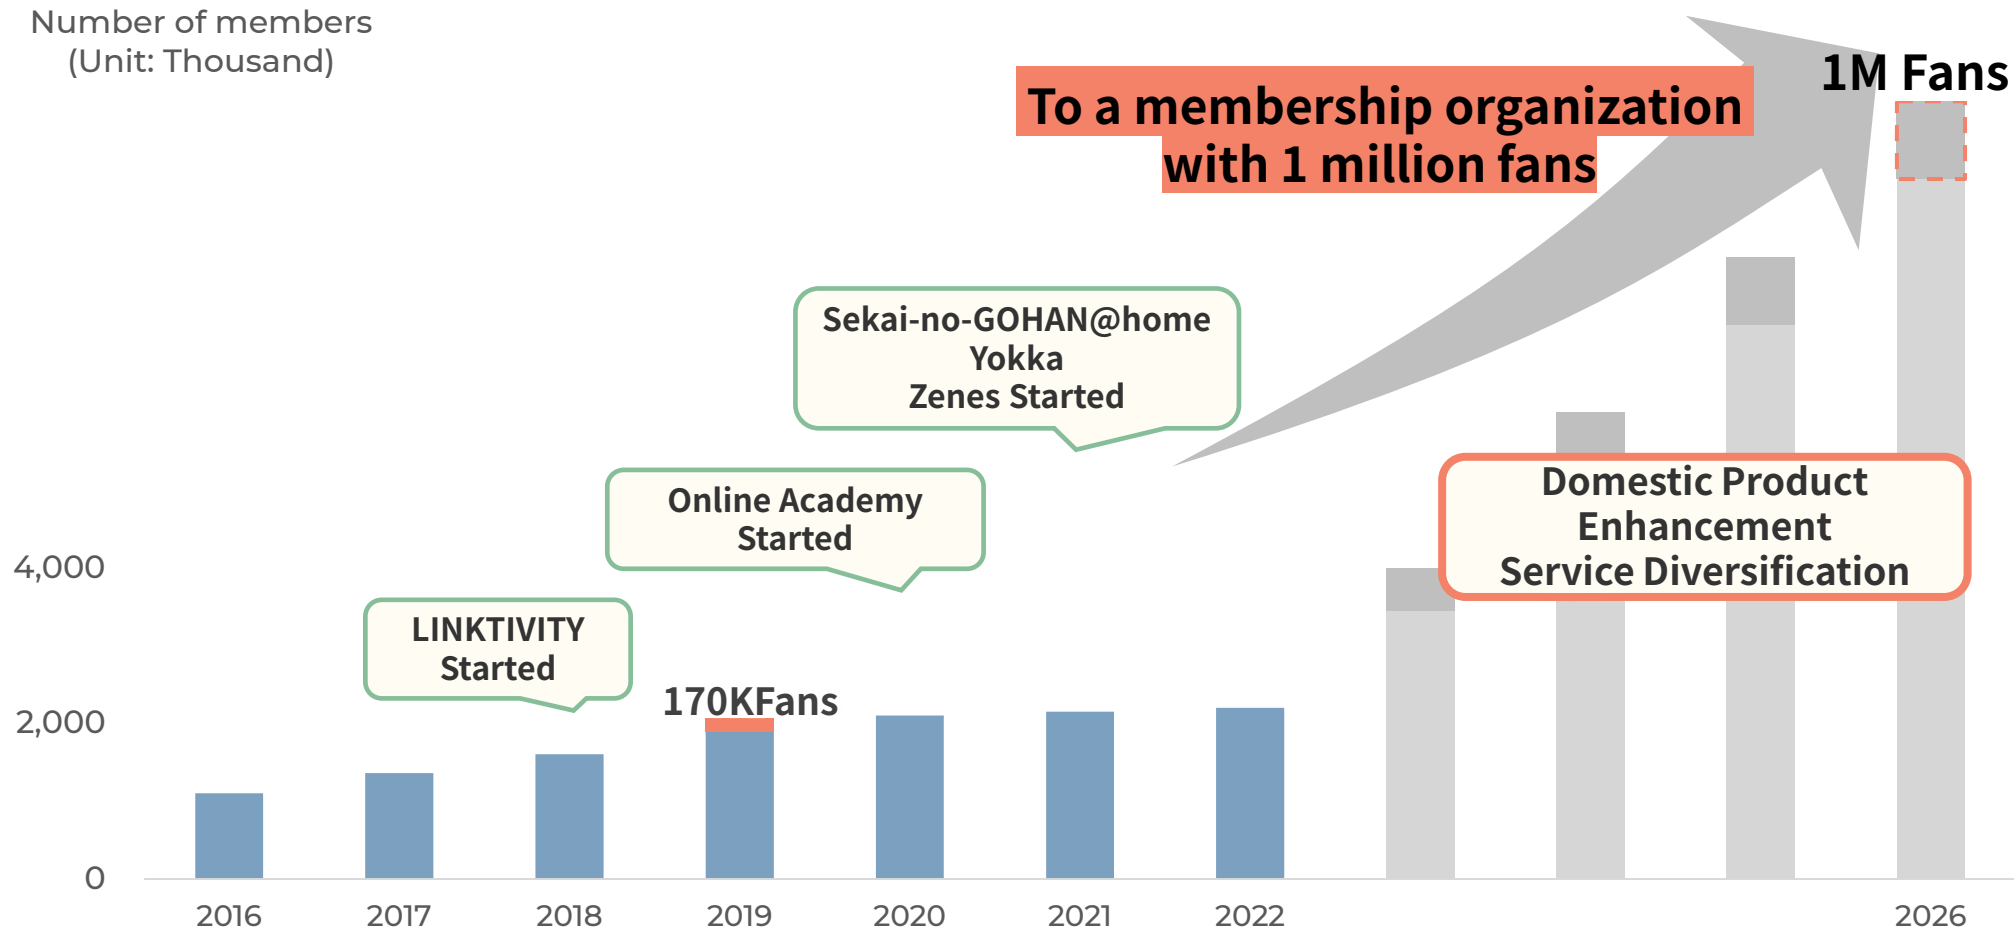 Number of members
(Unit: Thousand)
1M Fans
To a membership organization
with 1 million fans
Sekai-no-GOHAN@home
Yokka
Zenes Started
Online Academy
Started
Domestic Product
Enhancement
Service Diversification
LINKTIVITY
Started
170KFans
4,000
2,000
0
2016
2017
2018
2019
2020
2021
2022
2026